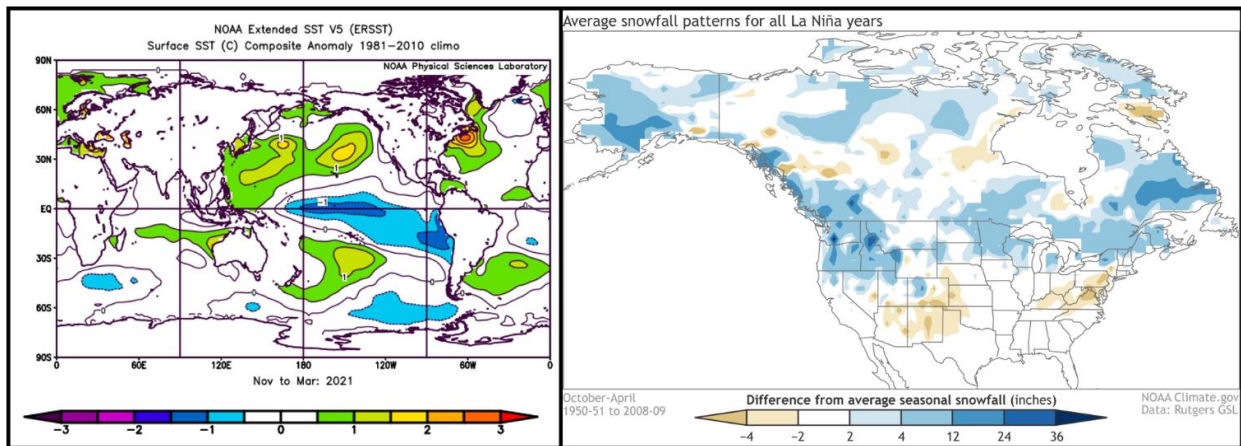 NOAA Extended SST V5 (ERSST)
Surface SST (C) Composite Anomaly 1981-2010 climo
NOAA Physical Sciences Laboratory
90N
60N
30N
EQ
30S
60S
90S
0 60E 120E 180 120W 60W 0
Nov to Mar: 2021
-3 -2 -1 0 1 2 3
Average snowfall patterns for all La Niña years
October-April
1950-51 to 2008-09
Difference from average seasonal snowfall (inches)
-4 -2 2 4 12 24 36
NOAA Climate.gov
Data: Rutgers GSL